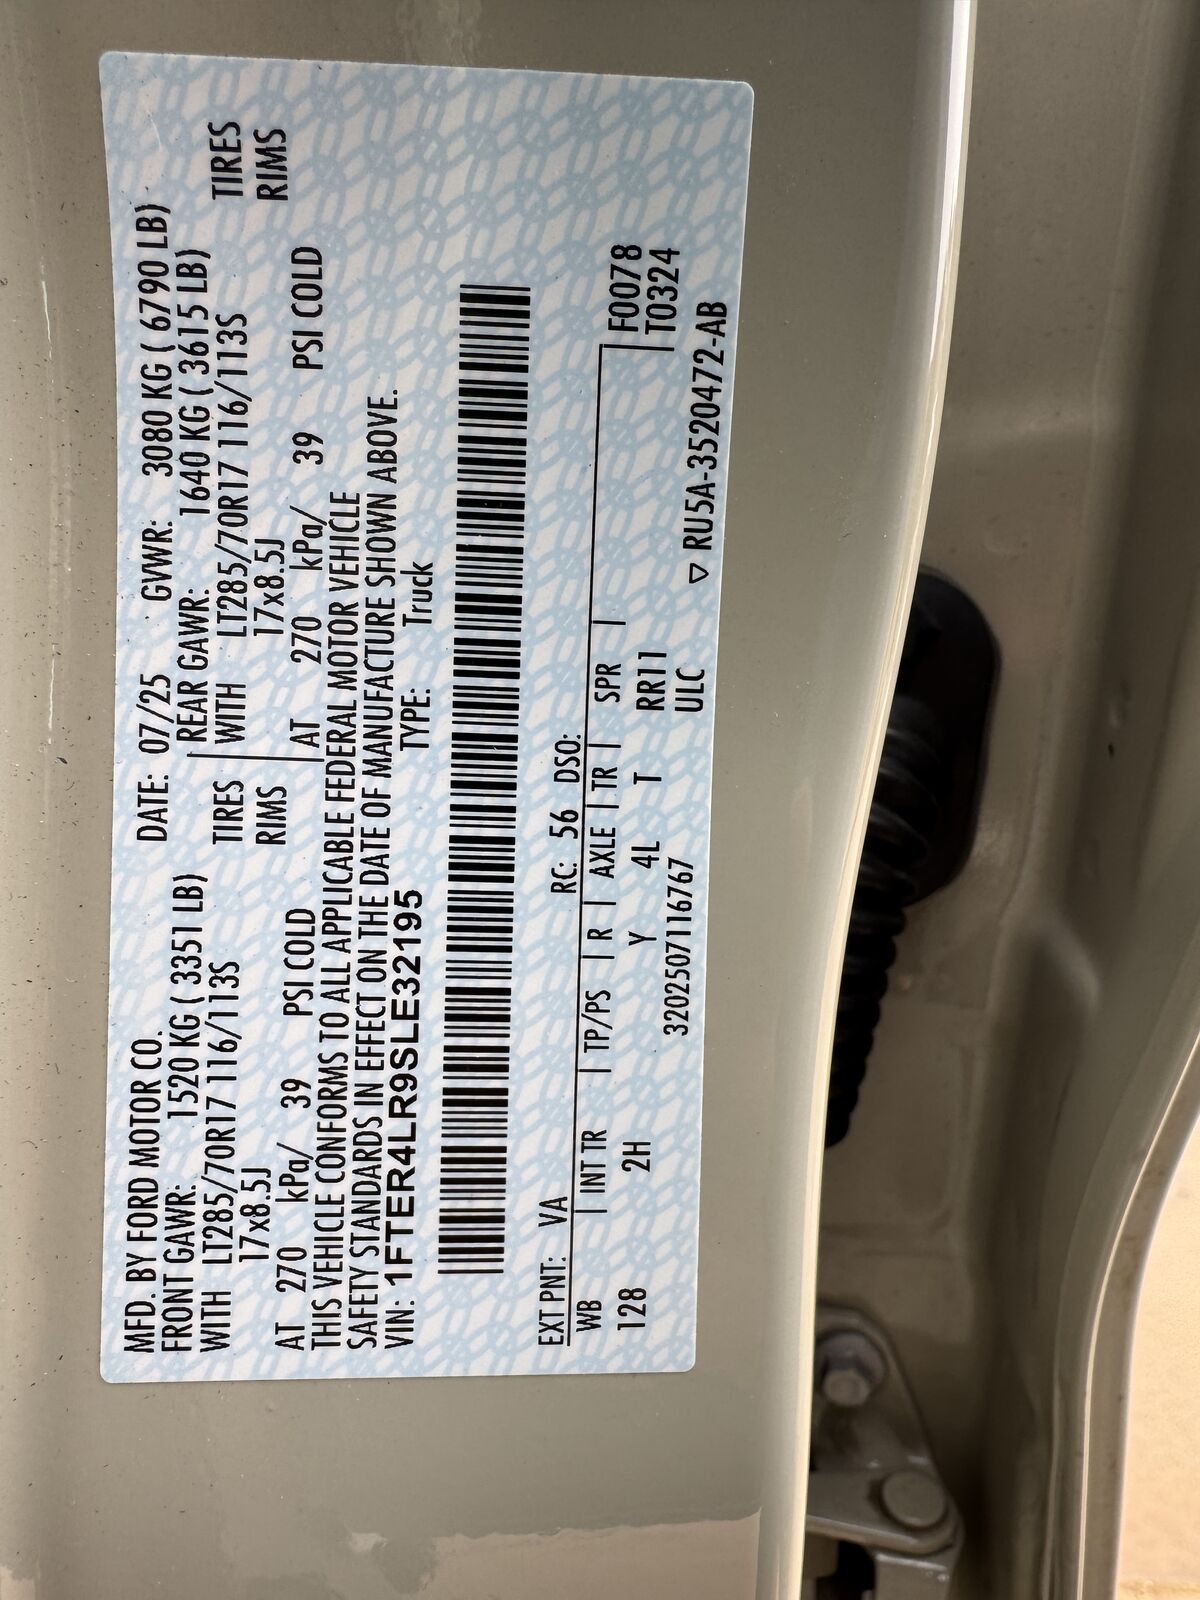 MFD. BY FORD MOTOR CO. DATE: 07/25 GVWR: 3080 KG ( 6790 LB)
FRONT GAWR: 1520 KG ( 3351 LB) REAR GAWR: 1640 KG ( 3615 LB)
WITH LT285/70R17 116/113S TIRES WITH LT285/70R17 116/113S TIRES
17x8.5J RIMS 17x8.5J RIMS
AT 270 kPa/ 39 PSI COLD AT 270 kPa/ 39 PSI COLD
THIS VEHICLE CONFORMS TO ALL APPLICABLE FEDERAL MOTOR VEHICLE
SAFETY STANDARDS IN EFFECT ON THE DATE OF MANUFACTURE SHOWN ABOVE.
VIN: 1FTER4LR9SLE32195 TYPE: Truck
EXT PNT: VA RC: 56 DSO:
WB INT TR TP/PS R AXLE TR SPR F0078
128 2H Y 4L T RR11 T0324
3202507116767 ULC
▽ RU5A-3520472-AB